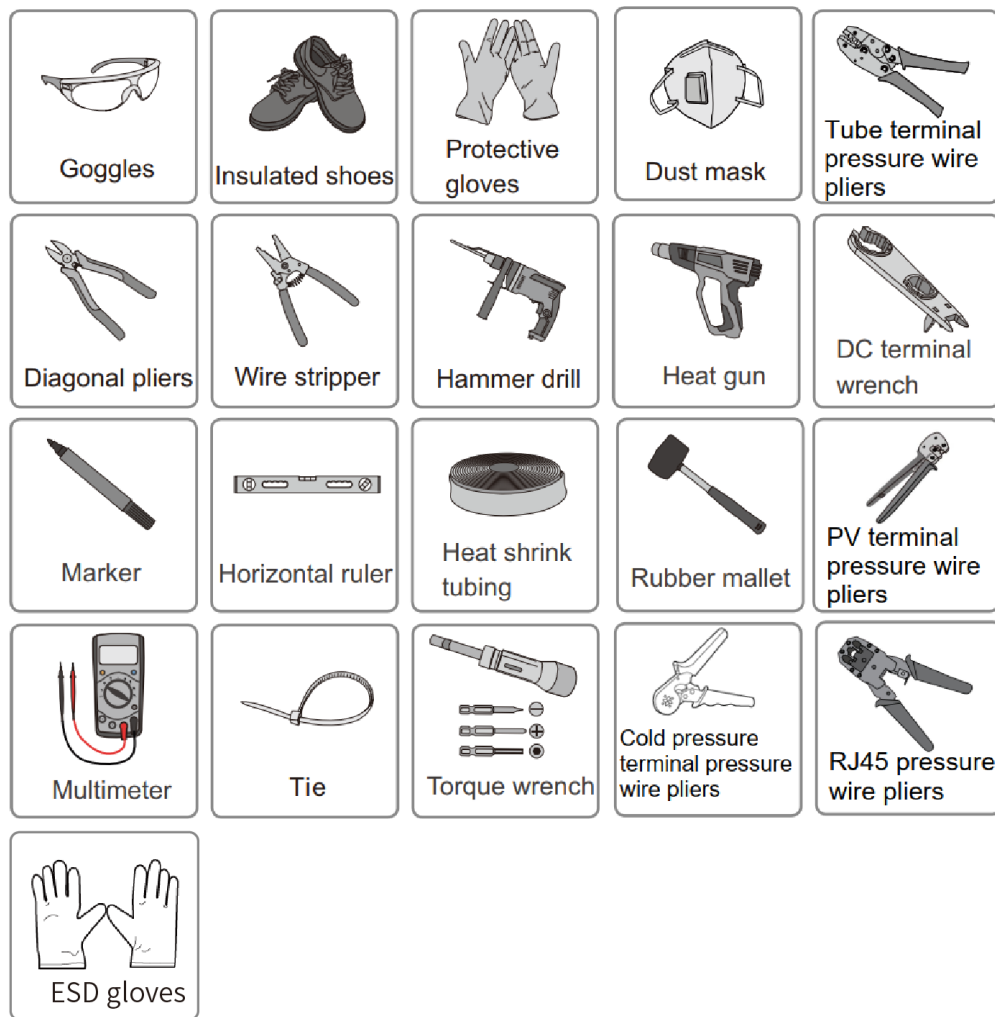 Goggles
Insulated shoes
Protective
gloves
Dust mask
Tube terminal
pressure wire
pliers
Diagonal pliers
Wire stripper
Hammer drill
Heat gun
DC terminal
wrench
Marker
Horizontal ruler
Heat shrink
tubing
Rubber mallet
PV terminal
pressure wire
pliers
Multimeter
Tie
Torque wrench
Cold pressure
terminal pressure
wire pliers
RJ45 pressure
wire pliers
ESD gloves